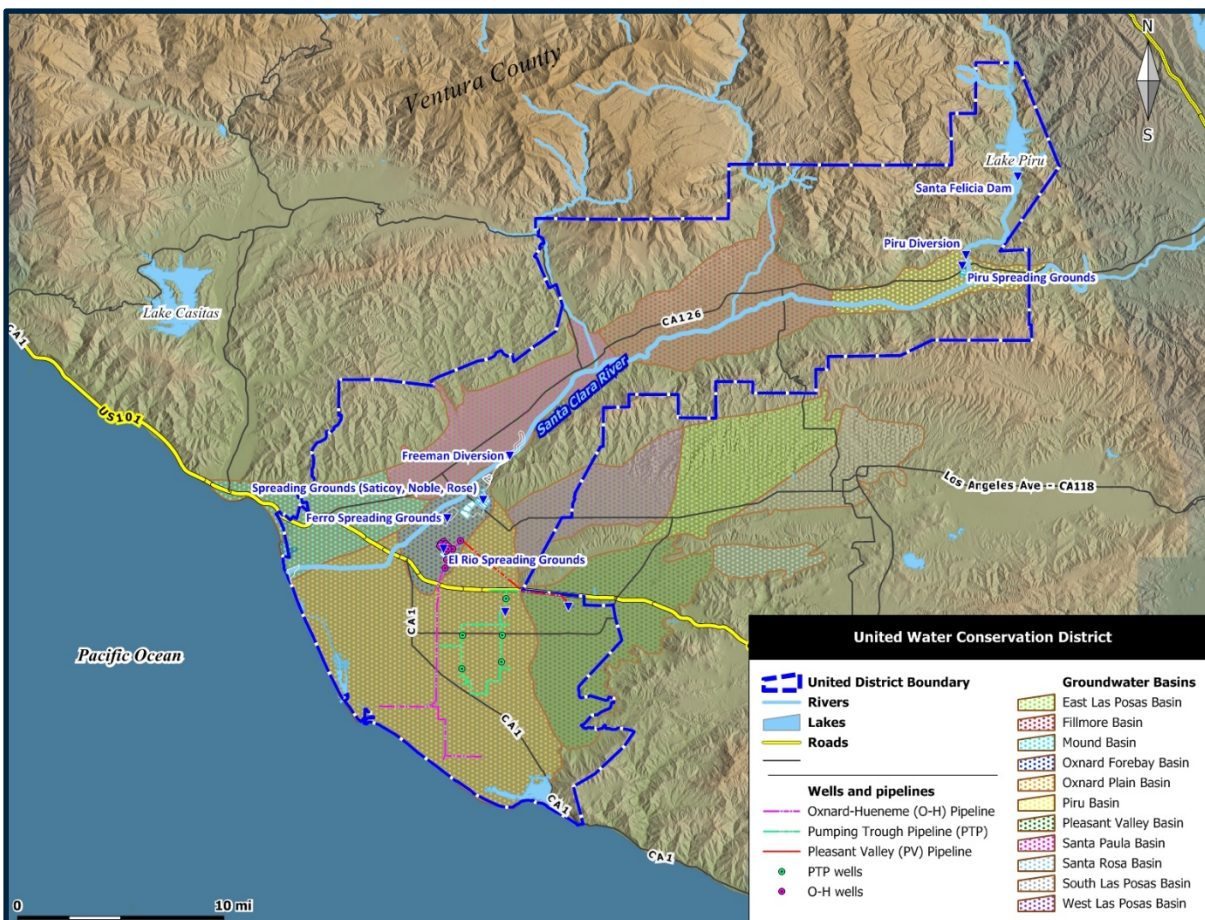 N
S
Ventura County
Lake Piru
Santa Felicia Dam
Piru Diversion
Piru Spreading Grounds
Lake Casitas
CA126
CA1
US101
Santa Clara River
Freeman Diversion
Los Angeles Ave - CA118
Spreading Grounds (Saticoy, Noble, Rose)
Ferro Spreading Grounds
El Rio Spreading Grounds
CA1
Pacific Ocean
CA1
CA1
CA1
0
10 mi
United Water Conservation District
United District Boundary
Rivers
Lakes
Roads
Wells and pipelines
Oxnard-Hueneme (O-H) Pipeline
Pumping Trough Pipeline (PTP)
Pleasant Valley (PV) Pipeline
PTP wells
O-H wells
Groundwater Basins
East Las Posas Basin
Fillmore Basin
Mound Basin
Oxnard Forebay Basin
Oxnard Plain Basin
Piru Basin
Pleasant Valley Basin
Santa Paula Basin
Santa Rosa Basin
South Las Posas Basin
West Las Posas Basin